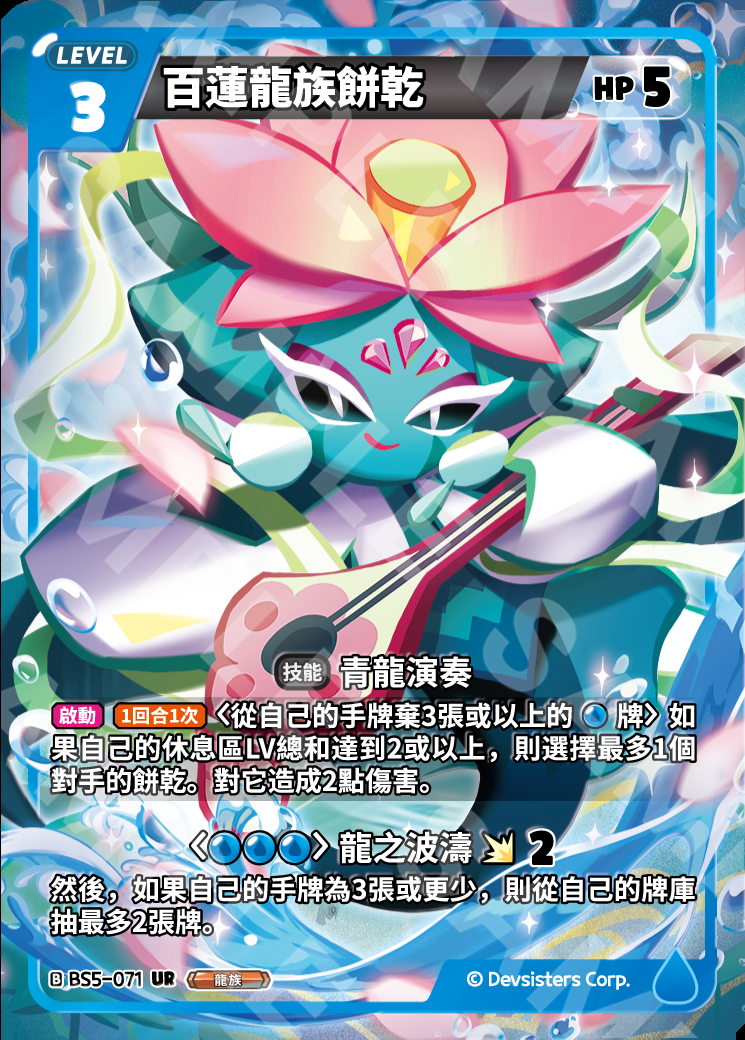 LEVEL
3
百蓮龍族餅乾
HP 5
技能 青龍演奏
啟動 1回合1次 〈從自己的手牌棄3張或以上的 牌〉如
果自己的休息區LV總和達到2或以上，則選擇最多1個
對手的餅乾。對它造成2點傷害。
〈 〉龍之波濤 2
然後，如果自己的手牌為3張或更少，則從自己的牌庫
抽最多2張牌。
B BS5-071 UR 龍族
© Devsisters Corp.